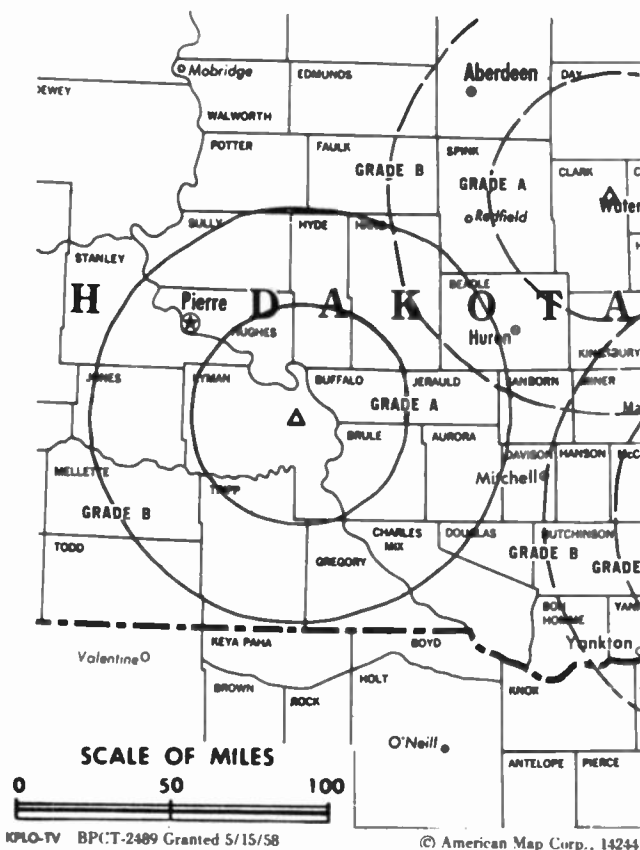 Mobridge
EDMUNDS
Aberdeen
DAY
WALWORTH
POTTER
FAULK
SPINK
GRADE B
GRADE A
CLARK
Redfield
SULLY
HYDE
STANLEY
BEADLE
H DAKOTA
Pierre
HUGHES
Huron
JONES
LYMAN
BUFFALO
JERAULD
SANBORN
MINER
GRADE A
BRULE
AURORA
DAVISON
HANSON
MELLETTE
TRIPP
Mitchell
GRADE B
CHARLES
MIX
DOUGLAS
HUTCHINSON
TODD
GREGORY
GRADE B
GRADE
BON
HOMME
KEYA PAHA
BOYD
Yankton
Valentine
BROWN
ROCK
HOLT
KNOX
O'Neill
SCALE OF MILES
ANTELOPE
PIERCE
0 50 100
KPLO-TV BPCT-2489 Granted 5/15/58
© American Map Corp., 14244